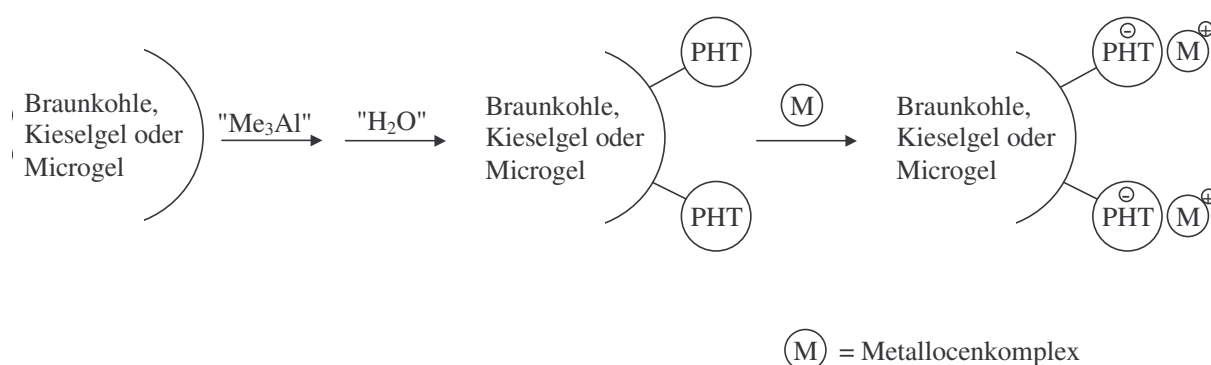 Braunkohle,
Kieselgel oder
Microgel
"Me₃Al"
"H₂O"
Braunkohle,
Kieselgel oder
Microgel
PHT
PHT
M
Braunkohle,
Kieselgel oder
Microgel
⊖
PHT
⊕
M
⊖
PHT
⊕
M
M = Metallocenkomplex